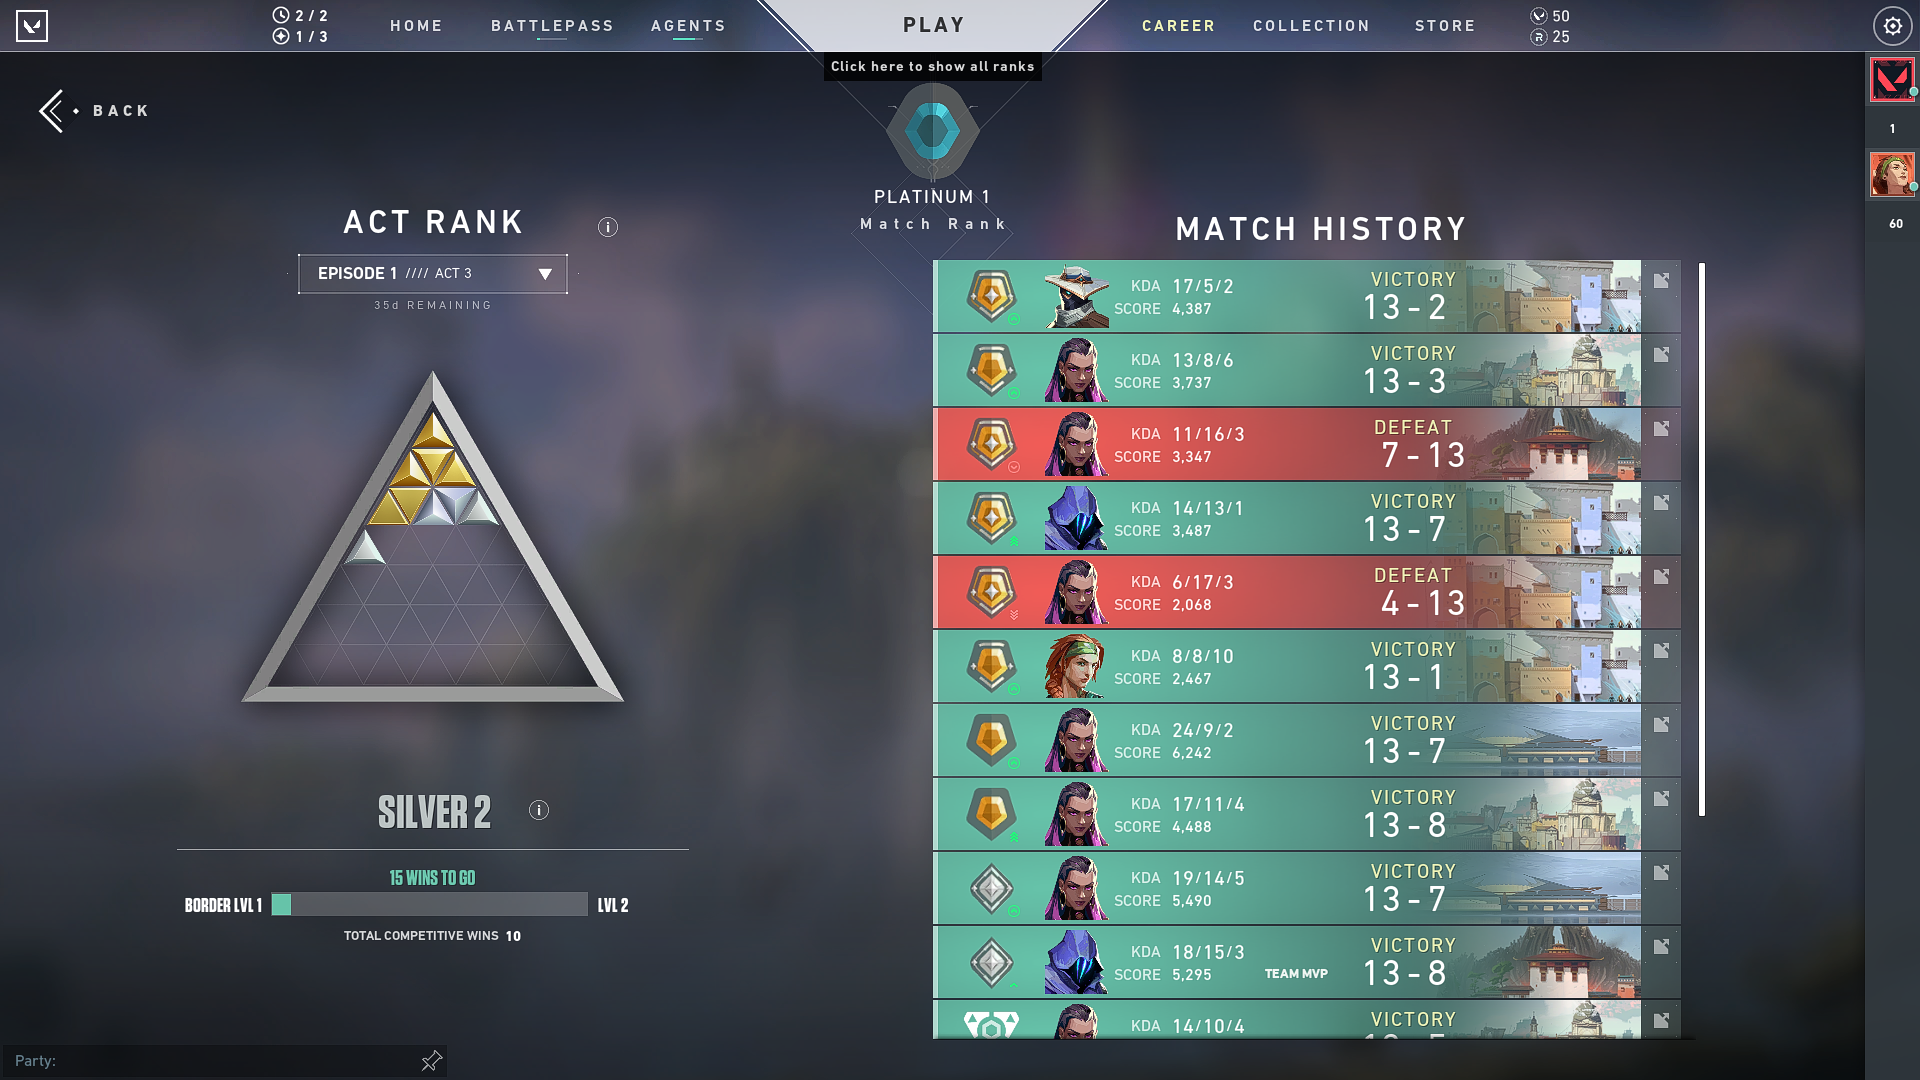 2 / 2
1 / 3
HOME
BATTLEPASS
AGENTS
PLAY
CAREER
COLLECTION
STORE
50
25
Click here to show all ranks
BACK
1
60
PLATINUM 1
Match Rank
ACT RANK
EPISODE 1 //// ACT 3
35d REMAINING
SILVER 2
15 WINS TO GO
BORDER LVL 1
LVL 2
TOTAL COMPETITIVE WINS 10
Party:
MATCH HISTORY
KDA 17/5/2
SCORE 4,387
VICTORY
13 - 2
KDA 13/8/6
SCORE 3,737
VICTORY
13 - 3
KDA 11/16/3
SCORE 3,347
DEFEAT
7 - 13
KDA 14/13/1
SCORE 3,487
VICTORY
13 - 7
KDA 6/17/3
SCORE 2,068
DEFEAT
4 - 13
KDA 8/8/10
SCORE 2,467
VICTORY
13 - 1
KDA 24/9/2
SCORE 6,242
VICTORY
13 - 7
KDA 17/11/4
SCORE 4,488
VICTORY
13 - 8
KDA 19/14/5
SCORE 5,490
VICTORY
13 - 7
KDA 18/15/3
SCORE 5,295
TEAM MVP
VICTORY
13 - 8
KDA 14/10/4
VICTORY